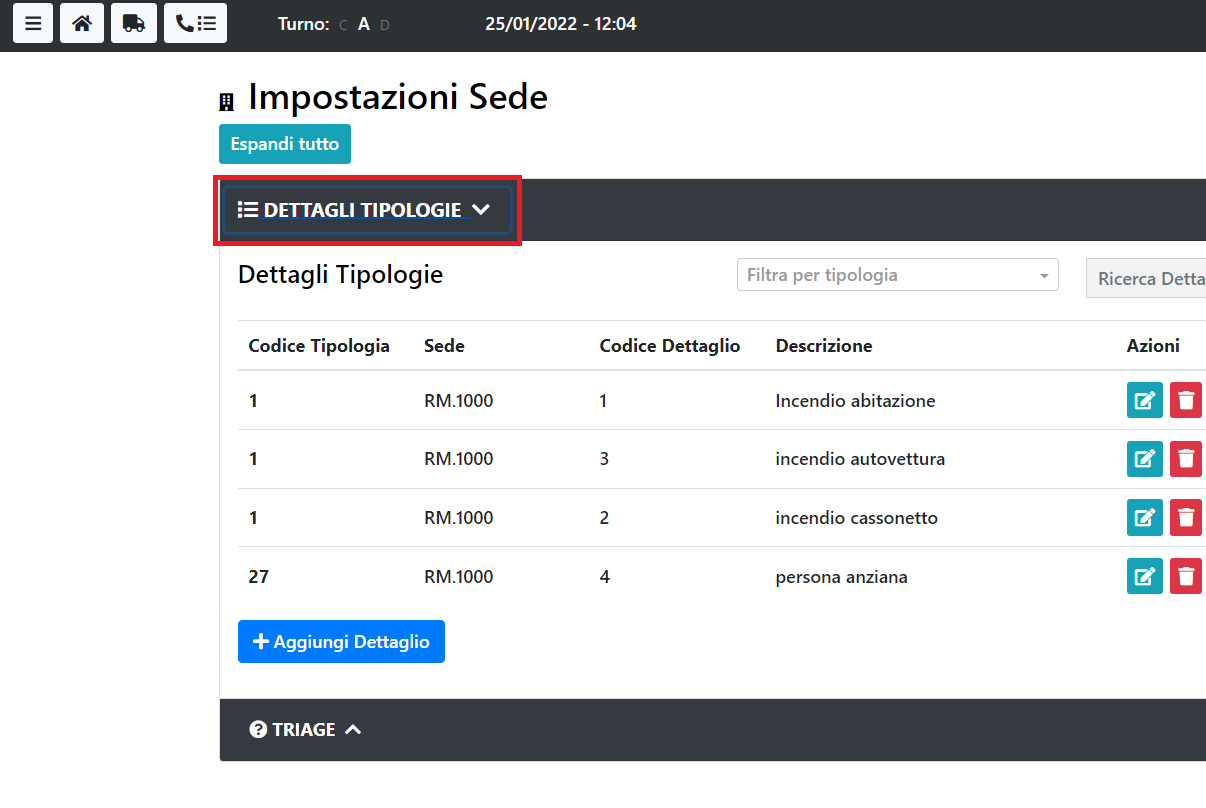 Turno: C A D 25/01/2022 - 12:04
Impostazioni Sede
Espandi tutto
DETTAGLI TIPOLOGIE
Dettagli Tipologie Filtra per tipologia Ricerca Detta
Codice Tipologia Sede Codice Dettaglio Descrizione Azioni
1 RM.1000 1 Incendio abitazione
1 RM.1000 3 incendio autovettura
1 RM.1000 2 incendio cassonetto
27 RM.1000 4 persona anziana
Aggiungi Dettaglio
TRIAGE